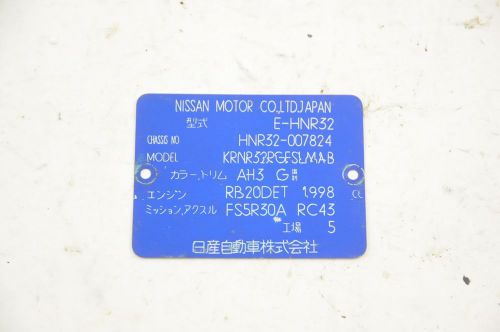 NISSAN MOTOR CO.,LTD.JAPAN
型式 E-HNR32
CHASSIS NO HNR32-007824
MODEL KRNR32RGFSLMAB
カラー,トリム AH3 G
エンジン RB20DET 1998 CC
ミッション,アクスル FS5R30A RC43
工場 5
日産自動車株式会社